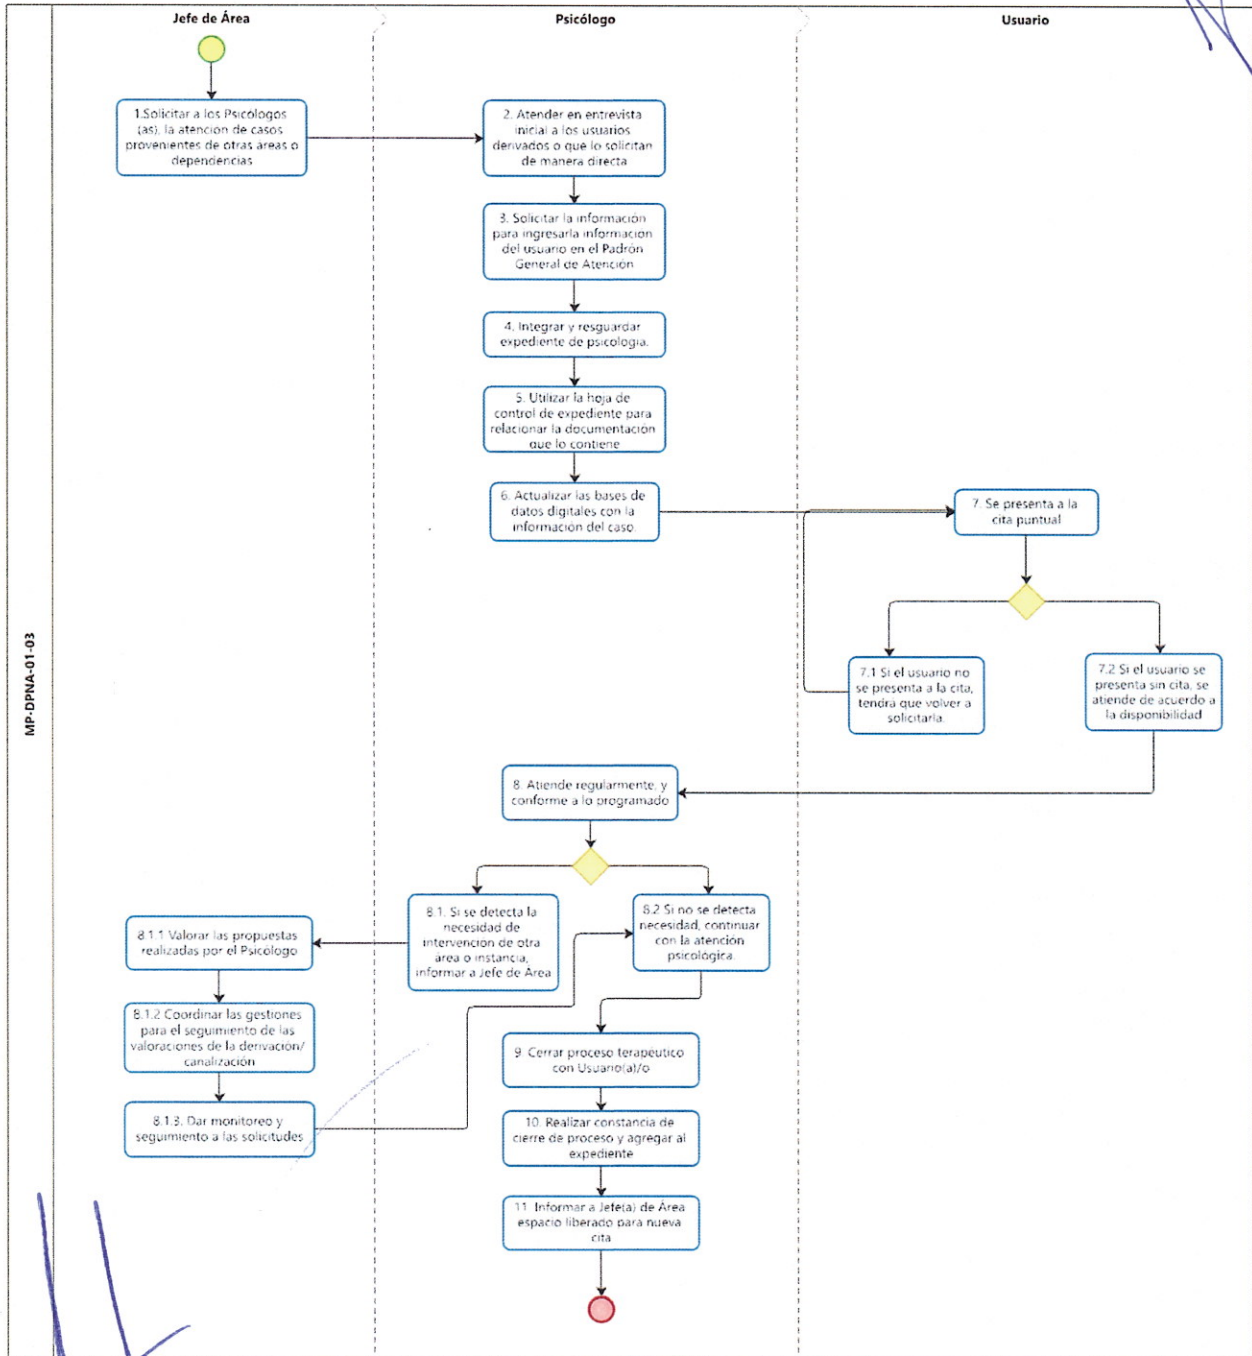 Jefe de Área
Psicólogo
Usuario
MP-DPNA-01-03
1.Solicitar a los Psicólogos
(as), la atención de casos
provenientes de otras áreas o
dependencias
2. Atender en entrevista
inicial a los usuarios
derivados o que lo solicitan
de manera directa
3. Solicitar la información
para ingresarla información
del usuario en el Padrón
General de Atención
4. Integrar y resguardar
expediente de psicología.
5. Utilizar la hoja de
control de expediente para
relacionar la documentación
que lo contiene
6. Actualizar las bases de
datos digitales con la
información del caso.
7. Se presenta a la
cita puntual
7.1 Si el usuario no
se presenta a la cita,
tendrá que volver a
solicitarla.
7.2 Si el usuario se
presenta sin cita, se
atiende de acuerdo a
la disponibilidad
8. Atiende regularmente, y
conforme a lo programado
8.1. Si se detecta la
necesidad de
intervención de otra
área o instancia,
informar a Jefe de Área
8.2 Si no se detecta
necesidad, continuar
con la atención
psicológica.
8.1.1 Valorar las propuestas
realizadas por el Psicólogo
8.1.2 Coordinar las gestiones
para el seguimiento de las
valoraciones de la derivación/
canalización
8.1.3. Dar monitoreo y
seguimiento a las solicitudes
9. Cerrar proceso terapéutico
con Usuario(a)/o
10. Realizar constancia de
cierre de proceso y agregar al
expediente
11. Informar a Jefe(a) de Área
espacio liberado para nueva
cita